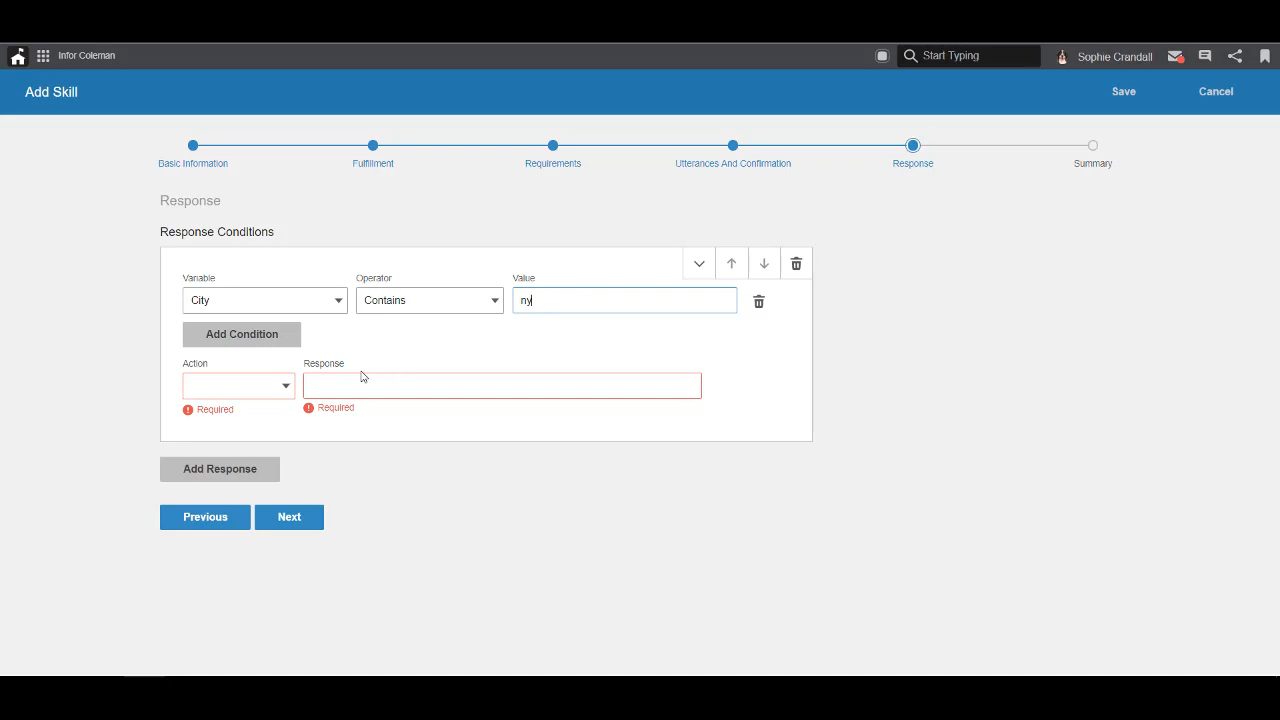 Infor Coleman
Start Typing
Sophie Crandall
Add Skill
Save
Cancel
Basic Information
Fulfillment
Requirements
Utterances And Confirmation
Response
Summary
Response
Response Conditions
Variable
Operator
Value
City
Contains
ny
Add Condition
Action
Response
Required
Required
Add Response
Previous
Next